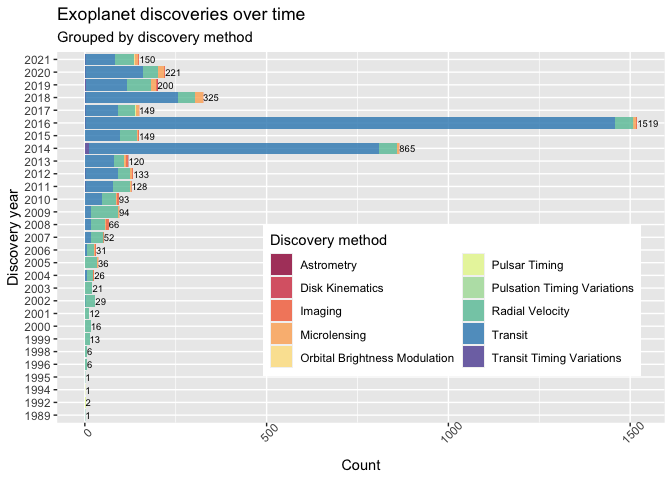 Exoplanet discoveries over time
Grouped by discovery method
Discovery year
2021 150
2020 221
2019 200
2018 325
2017 149
2016 1519
2015 149
2014 865
2013 120
2012 133
2011 128
2010 93
2009 94
2008 66
2007 52
2006 31
2005 36
2004 26
2003 21
2002 29
2001 12
2000 16
1999 13
1998 6
1996 6
1995 1
1994 1
1992 2
1989 1
Discovery method
Astrometry
Disk Kinematics
Imaging
Microlensing
Orbital Brightness Modulation
Pulsar Timing
Pulsation Timing Variations
Radial Velocity
Transit
Transit Timing Variations
0 500 1000 1500
Count